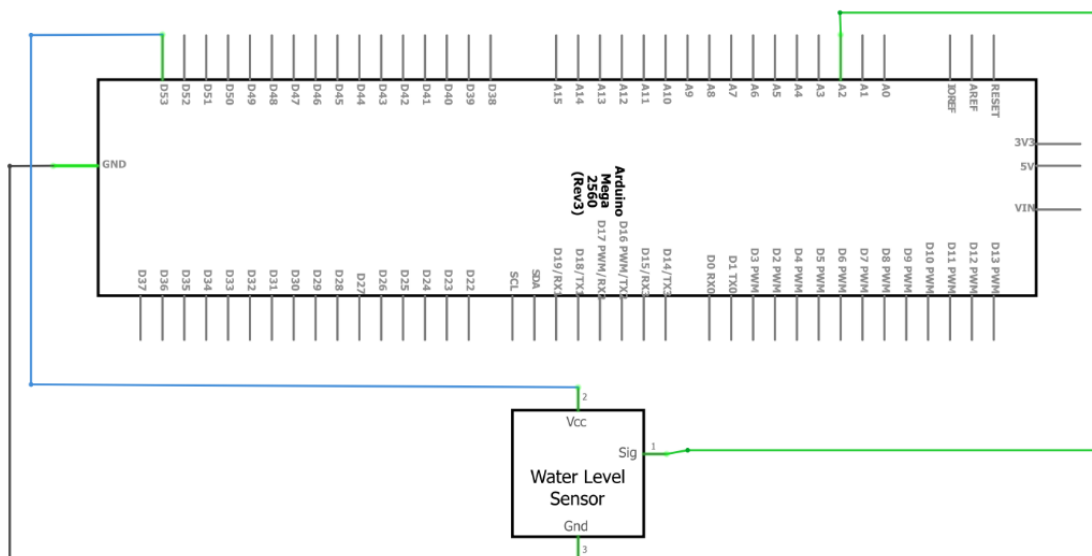 D53
D52
D51
D50
D49
D48
D47
D46
D45
D44
D43
D42
D41
D40
D39
D38
A15
A14
A13
A12
A11
A10
A9
A8
A7
A6
A5
A4
A3
A2
A1
A0
IOREF
AREF
RESET
GND
3V3
5V
VIN
Arduino
Mega
2560
(Rev3)
D37
D36
D35
D34
D33
D32
D31
D30
D29
D28
D27
D26
D25
D24
D23
D22
SCL
SDA
D19/RX1
D18/TX1
D17 PWM/RX2
D16 PWM/TX2
D15/RX3
D14/TX3
D0 RX0
D1 TX0
D3 PWM
D2 PWM
D4 PWM
D5 PWM
D6 PWM
D7 PWM
D8 PWM
D9 PWM
D10 PWM
D11 PWM
D12 PWM
D13 PWM
2
Vcc
Sig
1
Water Level
Sensor
Gnd
3